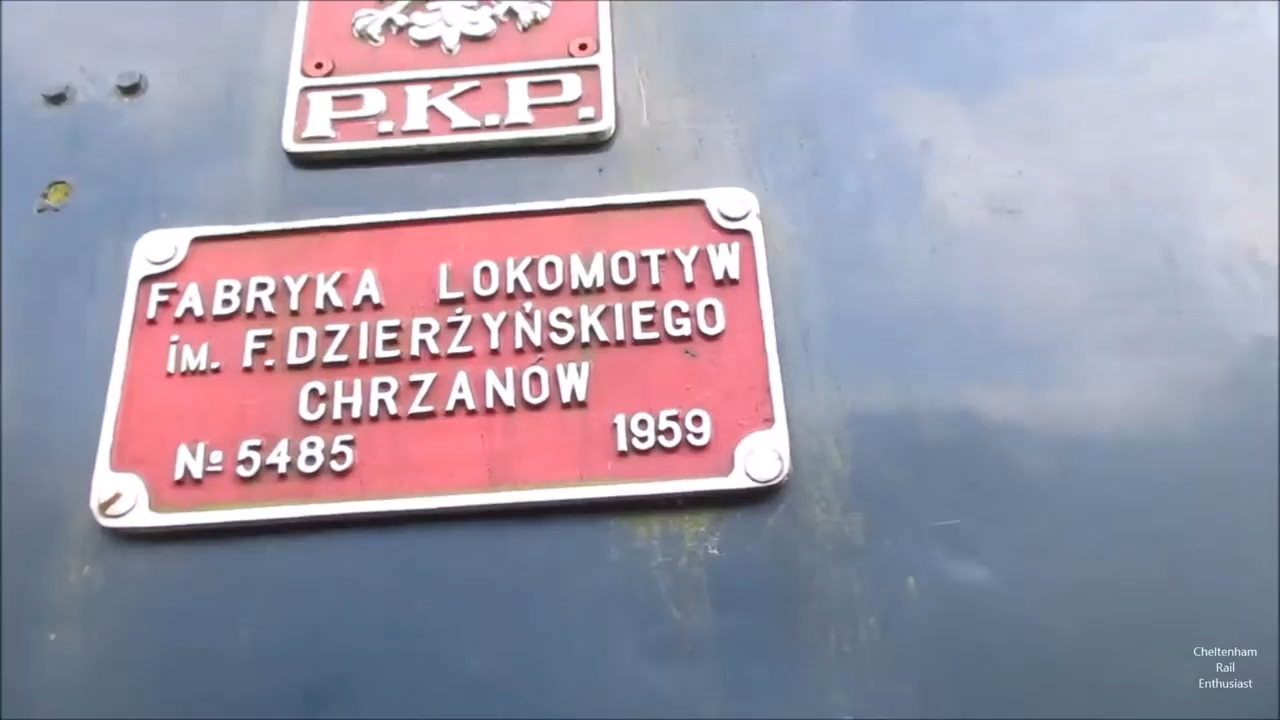 P.K.P.
FABRYKA LOKOMOTYW
im. F. DZIERŻYŃSKIEGO
CHRZANÓW
№ 5485 1959
Cheltenham
Rail
Enthusiast